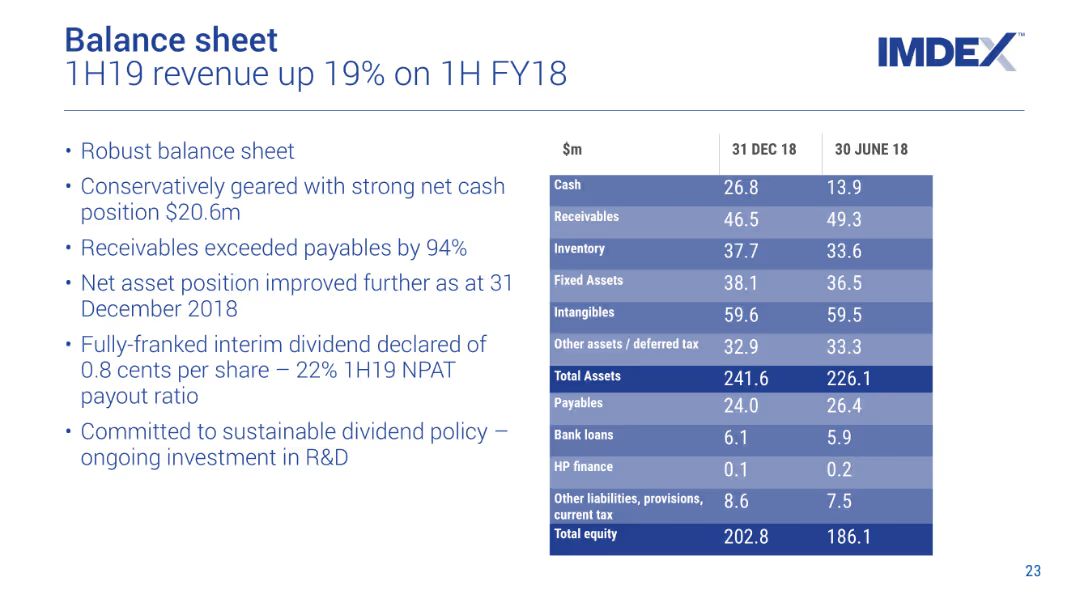 Balance sheet
1H19 revenue up 19% on 1H FY18
IMDEX™
• Robust balance sheet
• Conservatively geared with strong net cash
position $20.6m
• Receivables exceeded payables by 94%
• Net asset position improved further as at 31
December 2018
• Fully-franked interim dividend declared of
0.8 cents per share – 22% 1H19 NPAT
payout ratio
• Committed to sustainable dividend policy –
ongoing investment in R&D
$m 31 DEC 18 30 JUNE 18
Cash 26.8 13.9
Receivables 46.5 49.3
Inventory 37.7 33.6
Fixed Assets 38.1 36.5
Intangibles 59.6 59.5
Other assets / deferred tax 32.9 33.3
Total Assets 241.6 226.1
Payables 24.0 26.4
Bank loans 6.1 5.9
HP finance 0.1 0.2
Other liabilities, provisions, 8.6 7.5
current tax
Total equity 202.8 186.1
23